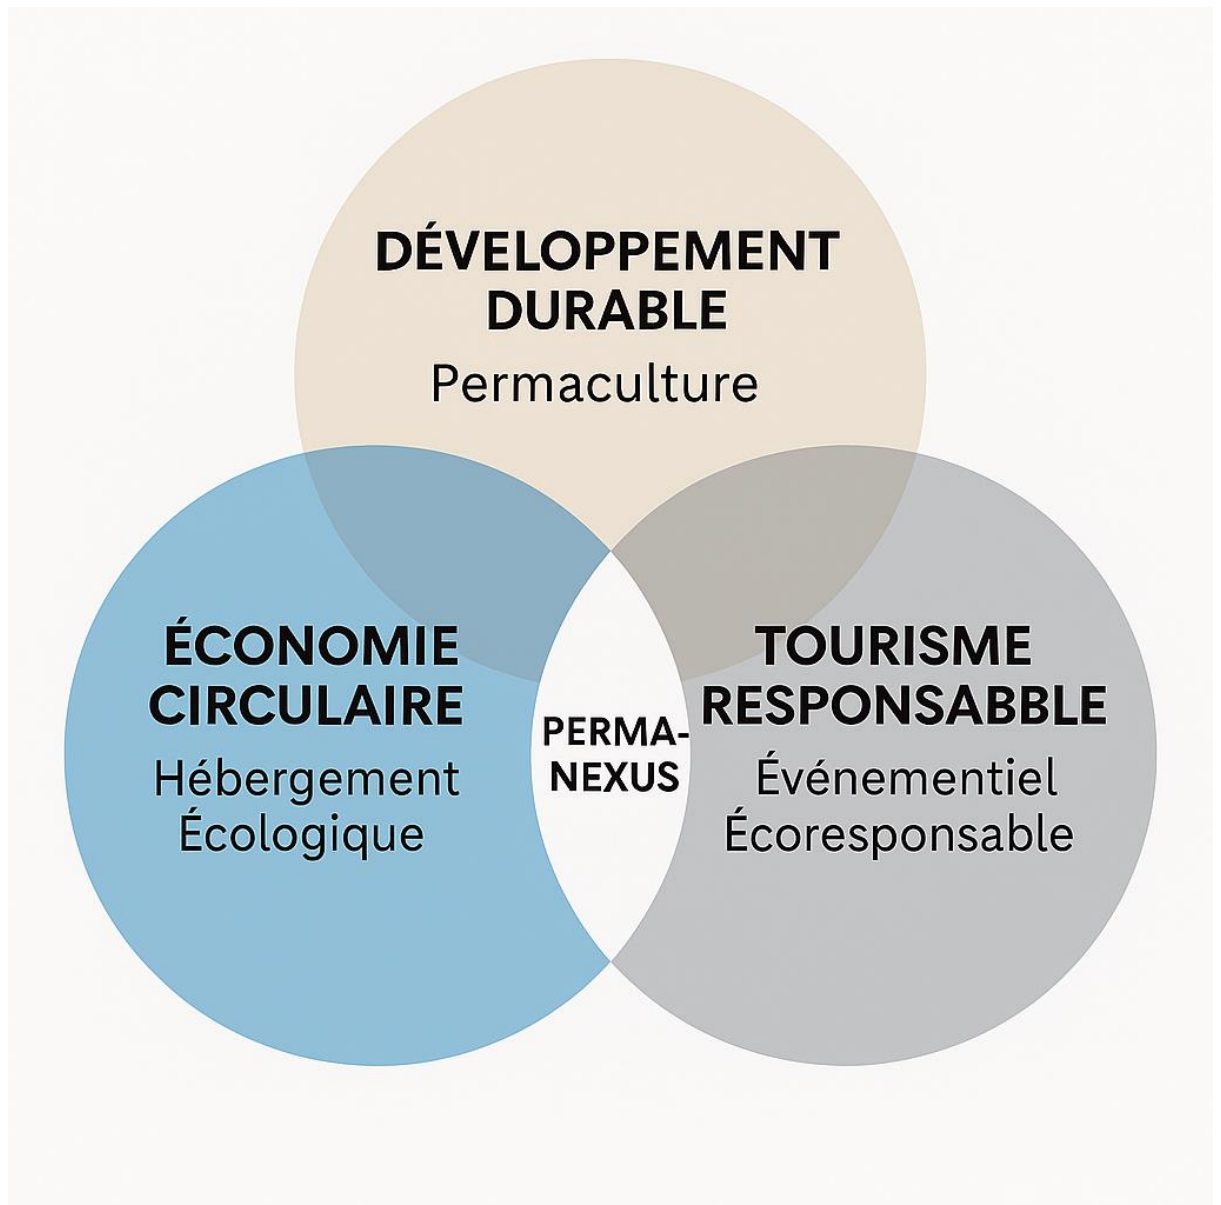 DÉVELOPPEMENT
DURABLE
Permaculture
ÉCONOMIE
CIRCULAIRE
Hébergement
Écologique
PERMA-
NEXUS
TOURISME
RESPONSABBLE
Événementiel
Écoresponsable